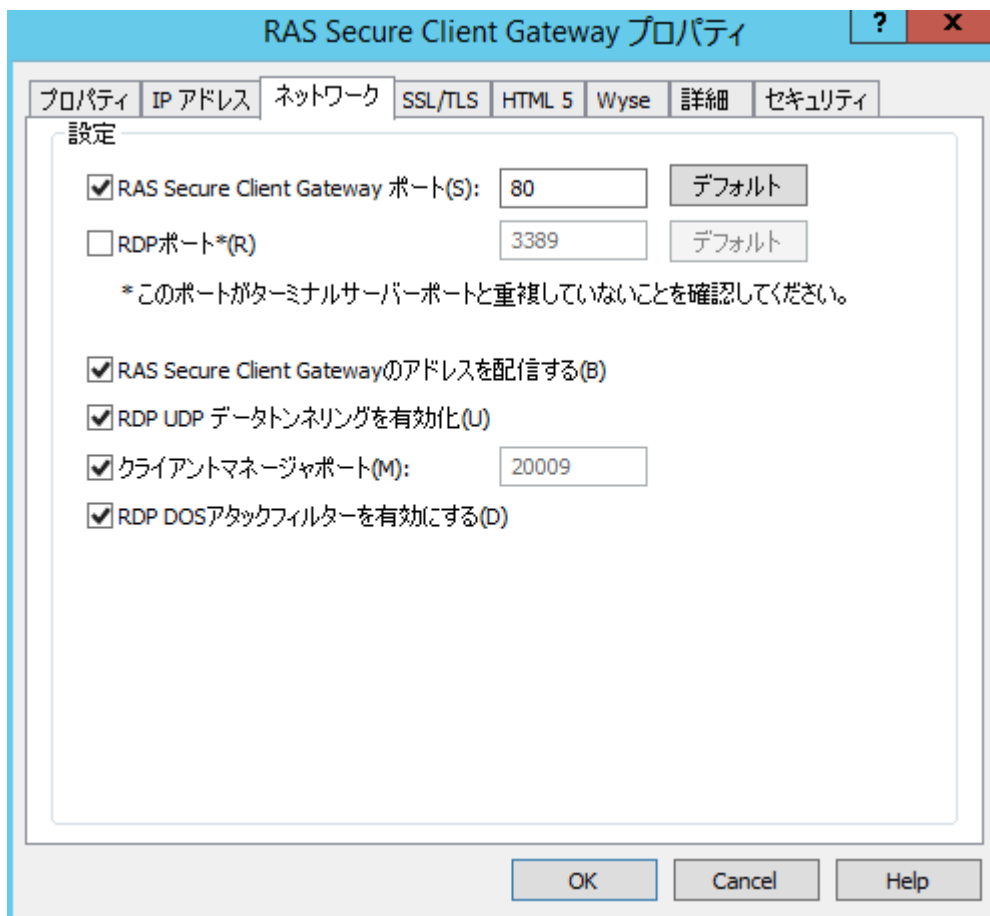 RAS Secure Client Gateway プロパティ
? x
プロパティ IP アドレス ネットワーク SSL/TLS HTML 5 Wyse 詳細 セキュリティ
設定
RAS Secure Client Gateway ポート(S): 80 デフォルト
RDPポート*(R) 3389 デフォルト
*このポートがターミナルサーバーポートと重複していないことを確認してください。
RAS Secure Client Gatewayのアドレスを配信する(B)
RDP UDP データトンネリングを有効化(U)
クライアントマネージャポート(M): 20009
RDP DOSアタックフィルターを有効にする(D)
OK Cancel Help